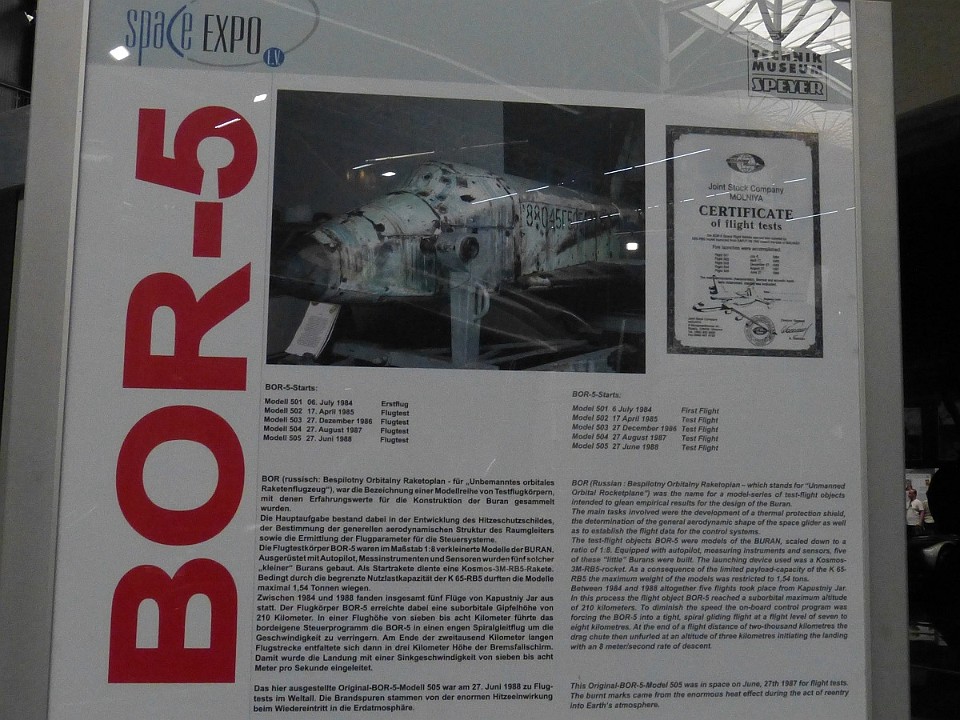 space EXPO e.V
TECHNIK
MUSEUM
SPEYER
BOR-5
Joint Stock Company
MOLNIYA
CERTIFICATE
of flight tests
BOR-5-Starts:
Modell 501 06. July 1984 Erstflug
Modell 502 17. April 1985 Flugtest
Modell 503 27. Dezember 1986 Flugtest
Modell 504 27. August 1987 Flugtest
Modell 505 27. Juni 1988 Flugtest
BOR (russisch: Bespilotny Orbitalny Raketoplan - für „Unbemanntes orbitales
Raketenflugzeug“), war die Bezeichnung einer Modellreihe von Testflugkörpern,
mit denen Erfahrungswerte für die Konstruktion der Buran gesammelt
wurden.
Die Hauptaufgabe bestand dabei in der Entwicklung des Hitzeschutzschildes,
der Bestimmung der generellen aerodynamischen Struktur des Raumgleiters
sowie die Ermittlung der Flugparameter für die Steuersysteme.
Die Flugtestkörper BOR-5 waren im Maßstab 1:8 verkleinerte Modelle der BURAN.
Ausgerüstet mit Autopilot, Messinstrumenten und Sensoren wurden fünf solcher
„kleiner“ Burans gebaut. Als Startrakete diente eine Kosmos-3M-RB5-Rakete.
Bedingt durch die begrenzte Nutzlastkapazität der K 65-RB5 durften die Modelle
maximal 1,54 Tonnen wiegen.
Zwischen 1984 und 1988 fanden insgesamt fünf Flüge von Kapustniy Jar aus
statt. Der Flugkörper BOR-5 erreichte dabei eine suborbitale Gipfelhöhe von
210 Kilometer. In einer Flughöhe von sieben bis acht Kilometer führte das
bordeigene Steuerprogramm die BOR-5 in einen engen Spiralgleitflug um die
Geschwindigkeit zu verringern. Am Ende der zweitausend Kilometer langen
Flugstrecke entfaltete sich dann in drei Kilometer Höhe der Bremsfallschirm.
Damit wurde die Landung mit einer Sinkgeschwindigkeit von sieben bis acht
Meter pro Sekunde eingeleitet.
Das hier ausgestellte Original-BOR-5-Modell 505 war am 27. Juni 1988 zu Flug-
tests im Weltall. Die Brandspuren stammen von der enormen Hitzeeinwirkung
beim Wiedereintritt in die Erdatmosphäre.
BOR-5-Starts:
Model 501 6 July 1984 First Flight
Model 502 17 April 1985 Test Flight
Model 503 27 December 1986 Test Flight
Model 504 27 August 1987 Test Flight
Model 505 27 June 1988 Test Flight
BOR (Russian : Bespilotny Orbitalny Raketoplan – which stands for "Unmanned
Orbital Rocketplane") was the name for a model-series of test-flight objects
intended to glean empirical results for the design of the Buran.
The main tasks involved were the development of a thermal protection shield,
the determination of the general aerodynamic shape of the space glider as well
as to establish the flight data for the control systems.
The test-flight objects BOR-5 were models of the BURAN, scaled down to a
ratio of 1:8. Equipped with autopilot, measuring instruments and sensors, five
of these "little" Burans were built. The launching device used was a Kosmos-
3M-RB5-rocket. As a consequence of the limited payload-capacity of the K 65-
RB5 the maximum weight of the models was restricted to 1,54 tons.
Between 1984 and 1988 altogether five flights took place from Kapustniy Jar.
In this process the flight object BOR-5 reached a suborbital maximum altitude
of 210 kilometers. To diminish the speed the on-board control program was
forcing the BOR-5 into a tight, spiral gliding flight at a flight level of seven to
eight kilometres. At the end of a flight distance of two-thousand kilometres the
drag chute then unfurled at an altitude of three kilometres initiating the landing
with an 8 meter/second rate of descent.
This Original-BOR-5-Model 505 was in space on June, 27th 1987 for flight tests.
The burnt marks came from the enormous heat effect during the act of reentry
into Earth's atmosphere.